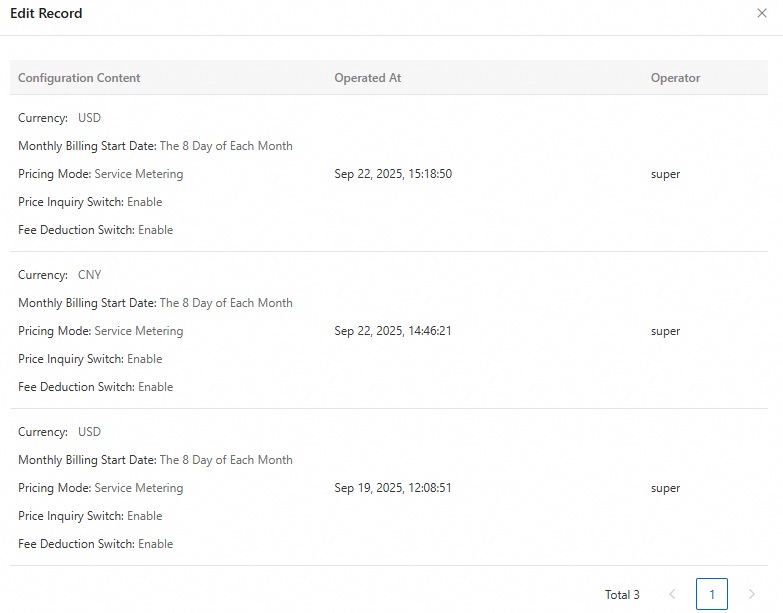 Edit Record
Configuration Content Operated At Operator
Currency: USD
Monthly Billing Start Date: The 8 Day of Each Month
Pricing Mode: Service Metering Sep 22, 2025, 15:18:50 super
Price Inquiry Switch: Enable
Fee Deduction Switch: Enable
Currency: CNY
Monthly Billing Start Date: The 8 Day of Each Month
Pricing Mode: Service Metering Sep 22, 2025, 14:46:21 super
Price Inquiry Switch: Enable
Fee Deduction Switch: Enable
Currency: USD
Monthly Billing Start Date: The 8 Day of Each Month
Pricing Mode: Service Metering Sep 19, 2025, 12:08:51 super
Price Inquiry Switch: Enable
Fee Deduction Switch: Enable
Total 3 < 1 >